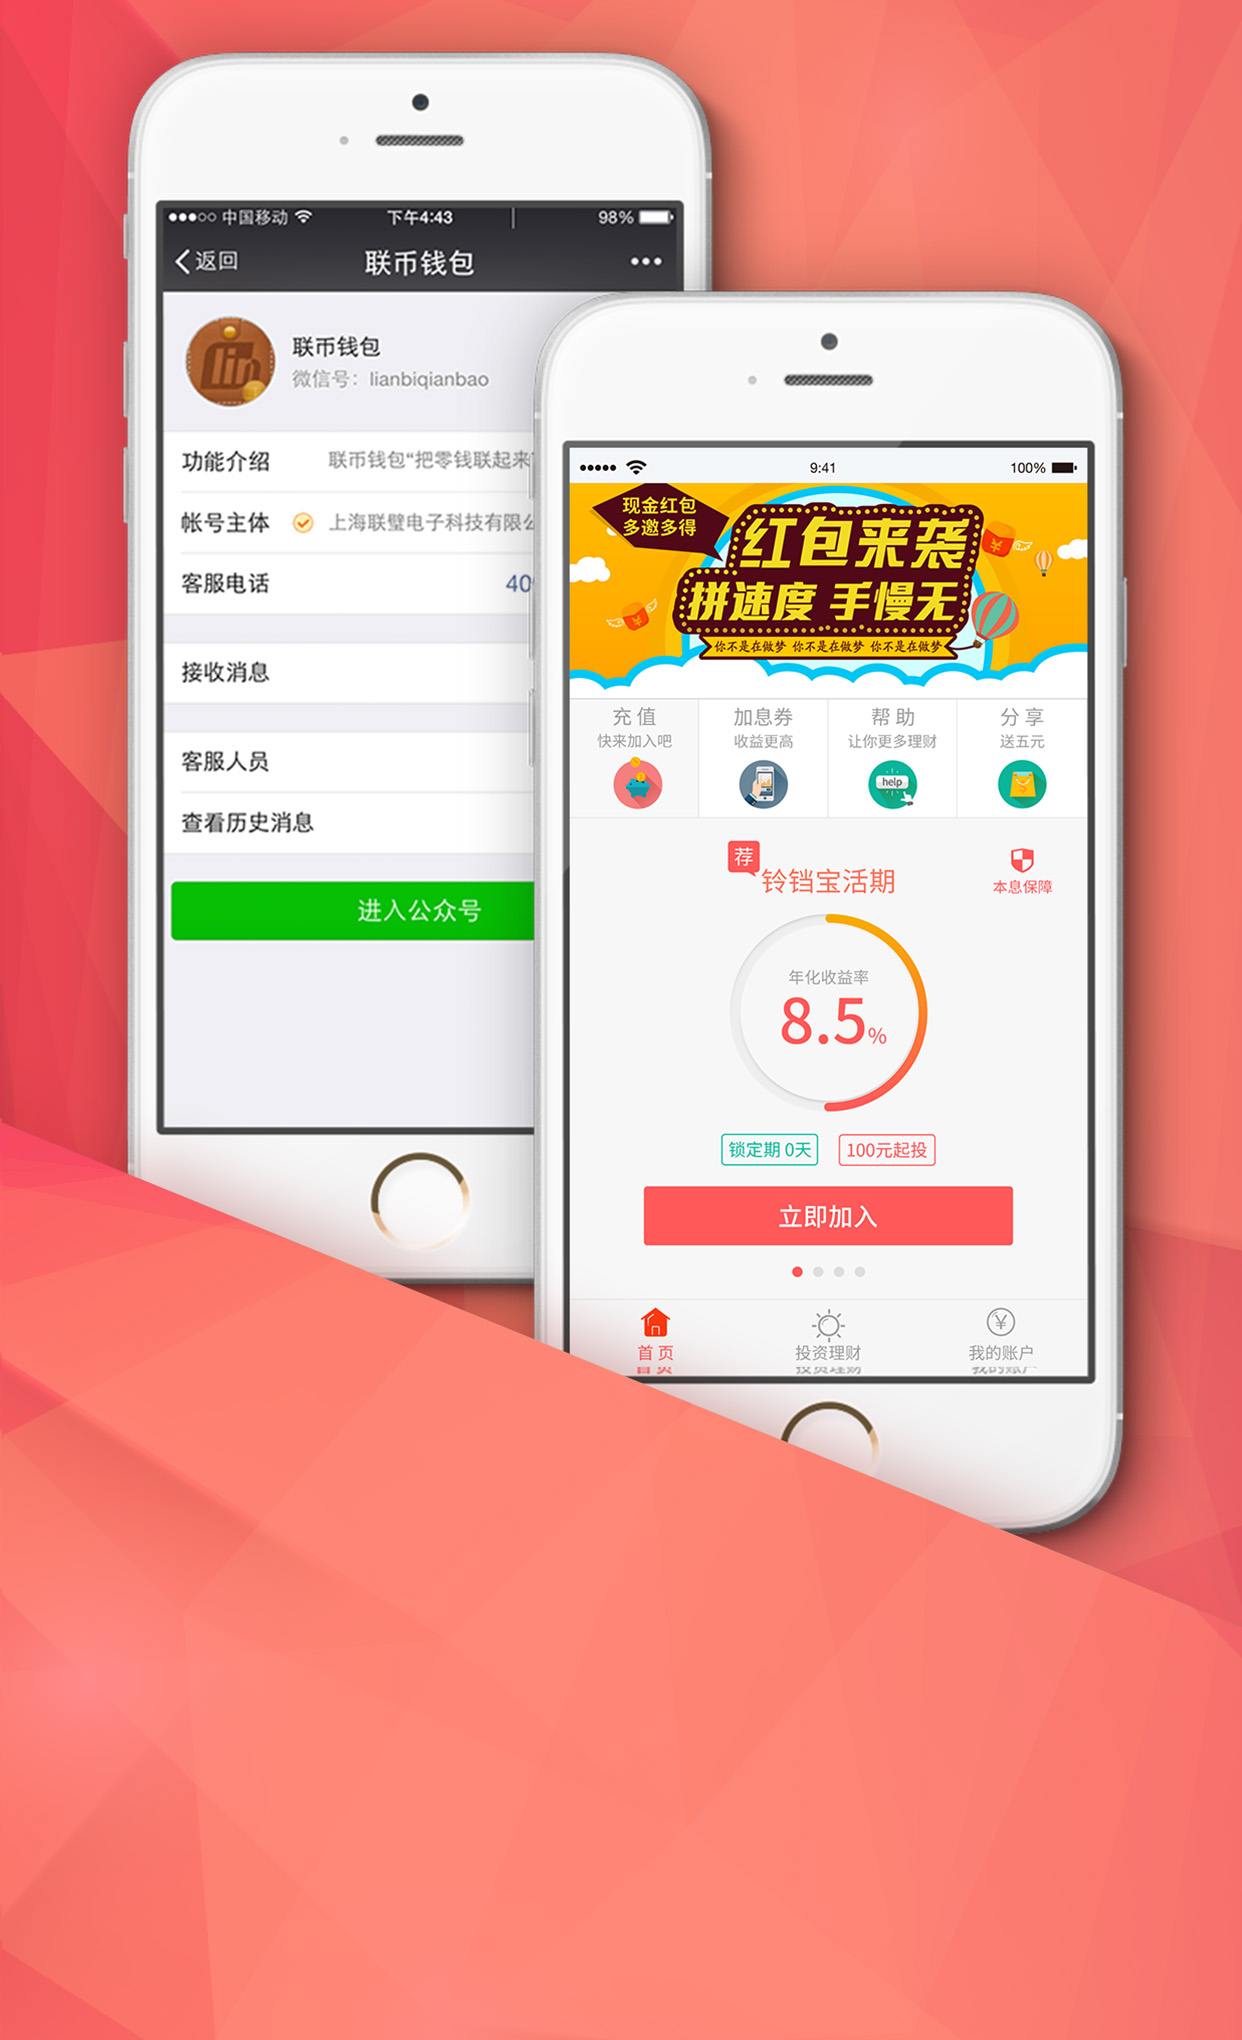 中国移动
下午4:43
98%
返回
联币钱包
联币钱包
微信号：lianbiqianbao
功能介绍
联币钱包“把零钱联起来
帐号主体
上海联璧电子科技有限
客服电话
40
接收消息
客服人员
查看历史消息
进入公众号
9:41
100%
现金红包
多邀多得
红包来袭
拼速度 手慢无
你不是在做梦 你不是在做梦 你不是在做梦
充值
快来加入吧
加息券
收益更高
帮助
让你更多理财
help
分享
送五元
荐
铃铛宝活期
本息保障
年化收益率
8.5%
锁定期 0天
100元起投
立即加入
首页
投资理财
我的账户